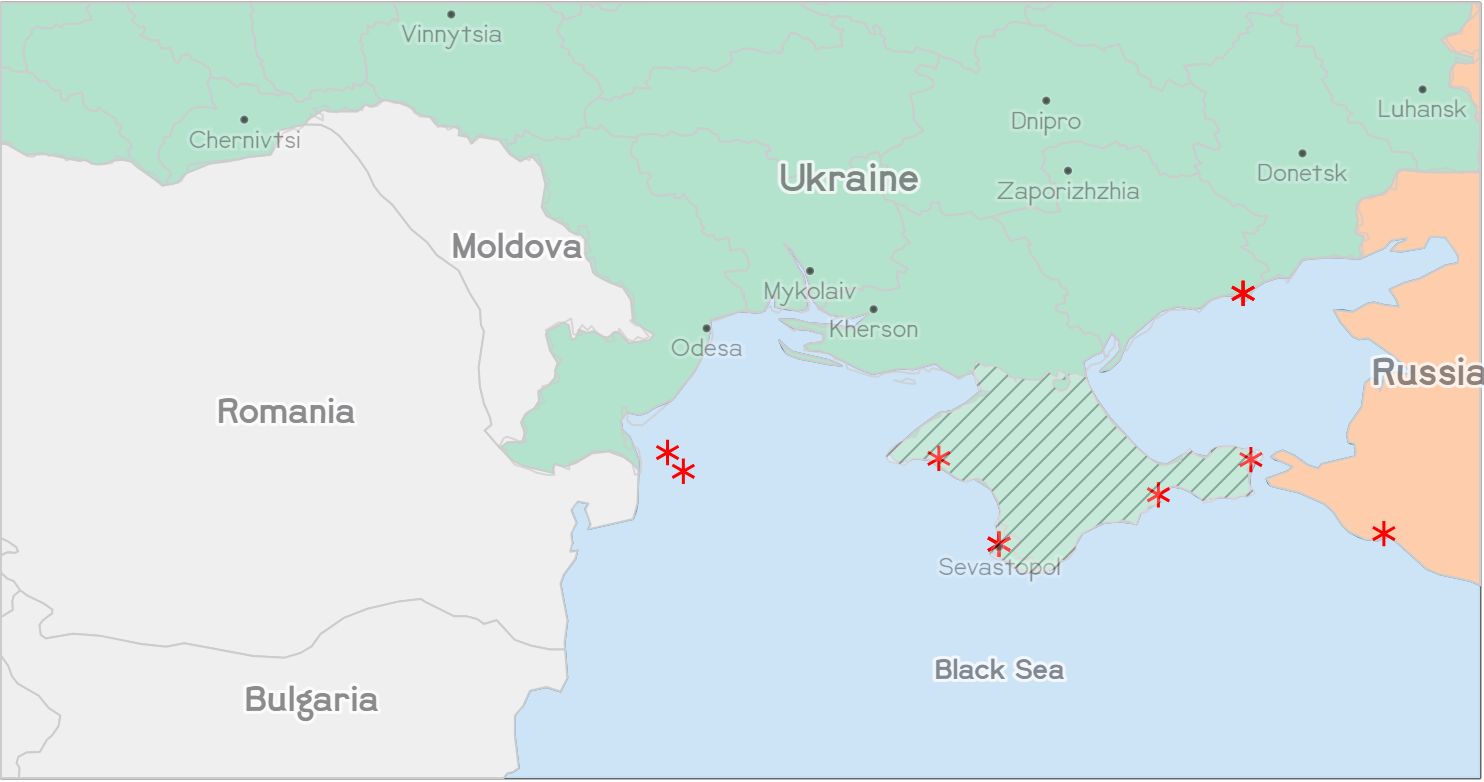 Vinnytsia
Luhansk
Dnipro
Chernivtsi
Donetsk
Ukraine
Zaporizhzhia
Moldova
Mykolaiv
Kherson
Odesa
Russia
Romania
Sevastopol
Black Sea
Bulgaria